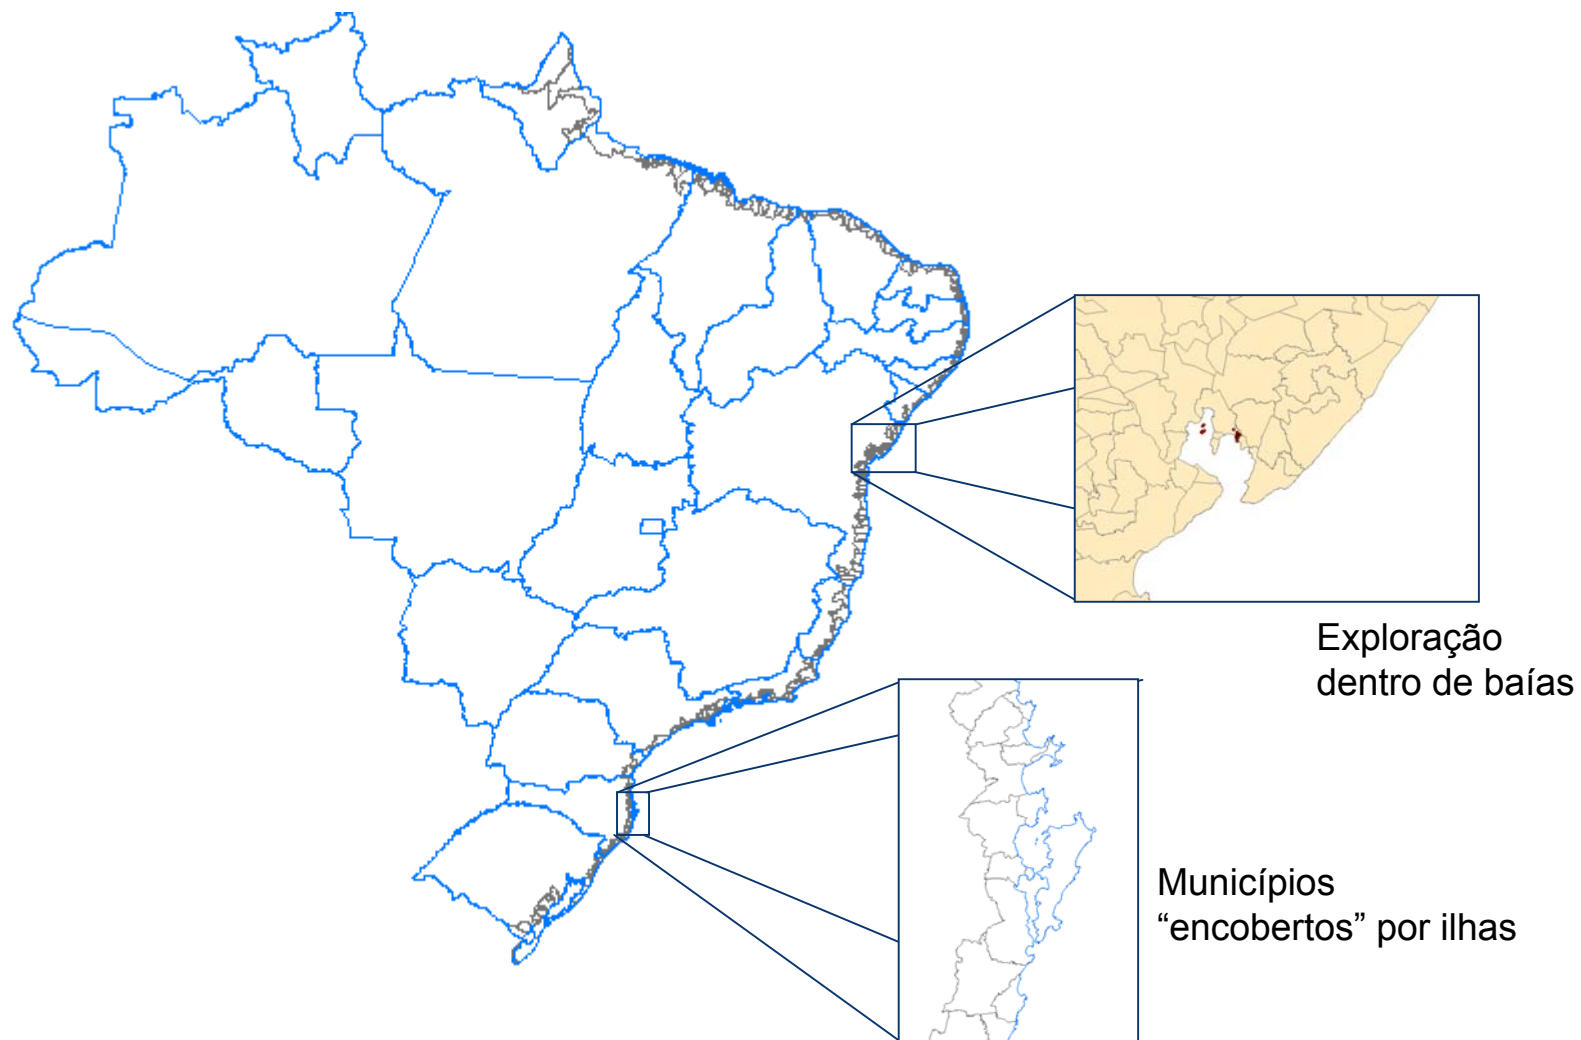 Exploração
dentro de baías
Municípios
“encobertos” por ilhas